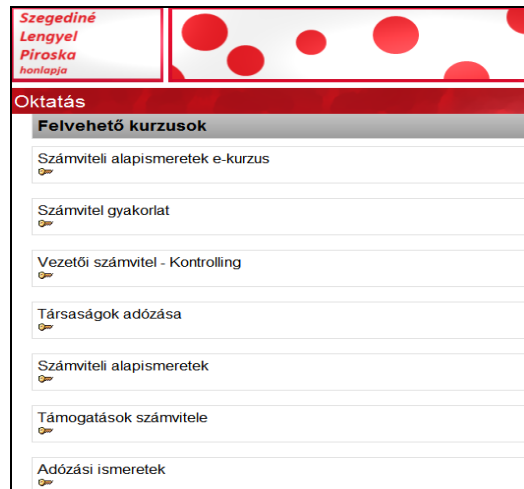 Szegediné
Lengyel
Piroska
honlapja
Oktatás
Felvehető kurzusok
Számviteli alapismeretek e-kurzus
Számvitel gyakorlat
Vezetői számvitel - Kontrolling
Társaságok adózása
Számviteli alapismeretek
Támogatások számvitele
Adózási ismeretek